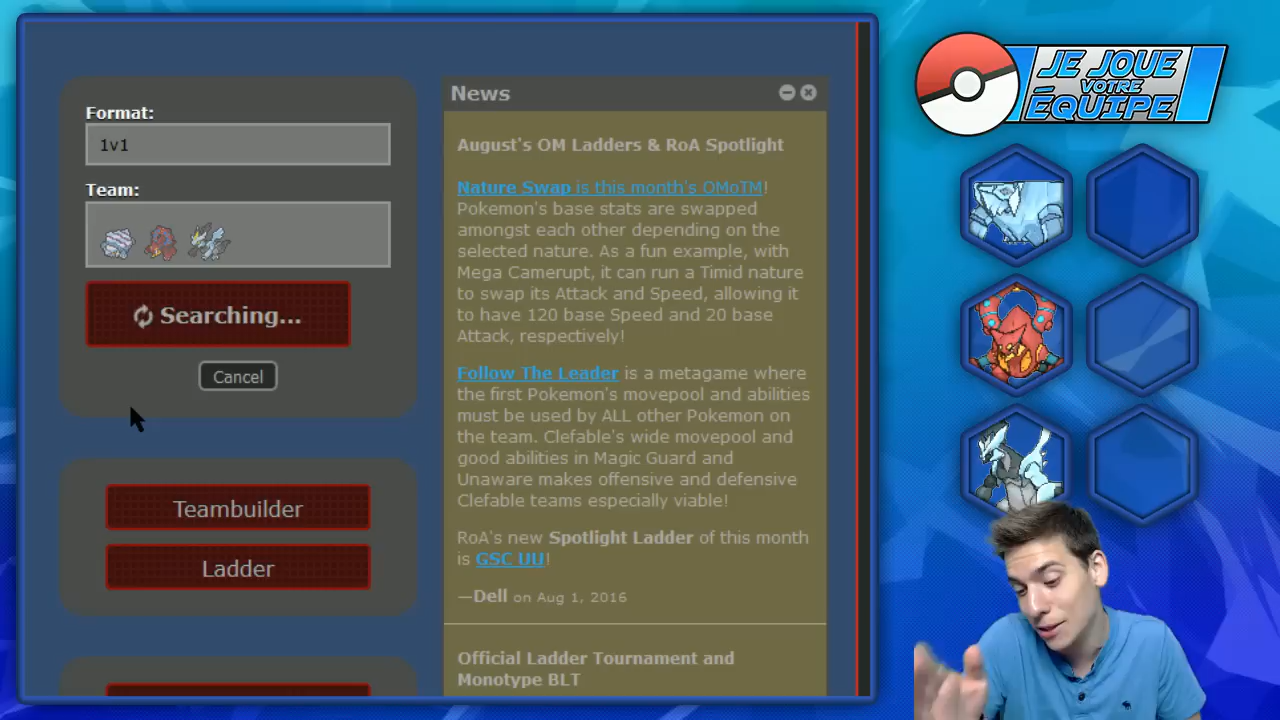 Format:
1v1
Team:
Searching...
Cancel
Teambuilder
Ladder
News
August's OM Ladders & RoA Spotlight
Nature Swap is this month's OMoTM!
Pokemon's base stats are swapped
amongst each other depending on the
selected nature. As a fun example, with
Mega Camerupt, it can run a Timid nature
to swap its Attack and Speed, allowing it
to have 120 base Speed and 20 base
Attack, respectively!
Follow The Leader is a metagame where
the first Pokemon's movepool and abilities
must be used by ALL other Pokemon on
the team. Clefable's wide movepool and
good abilities in Magic Guard and
Unaware makes offensive and defensive
Clefable teams especially viable!
RoA's new Spotlight Ladder of this month
is GSC UU!
—Dell on Aug 1, 2016
Official Ladder Tournament and
Monotype BLT
JE JOUE
VOTRE
ÉQUIPE